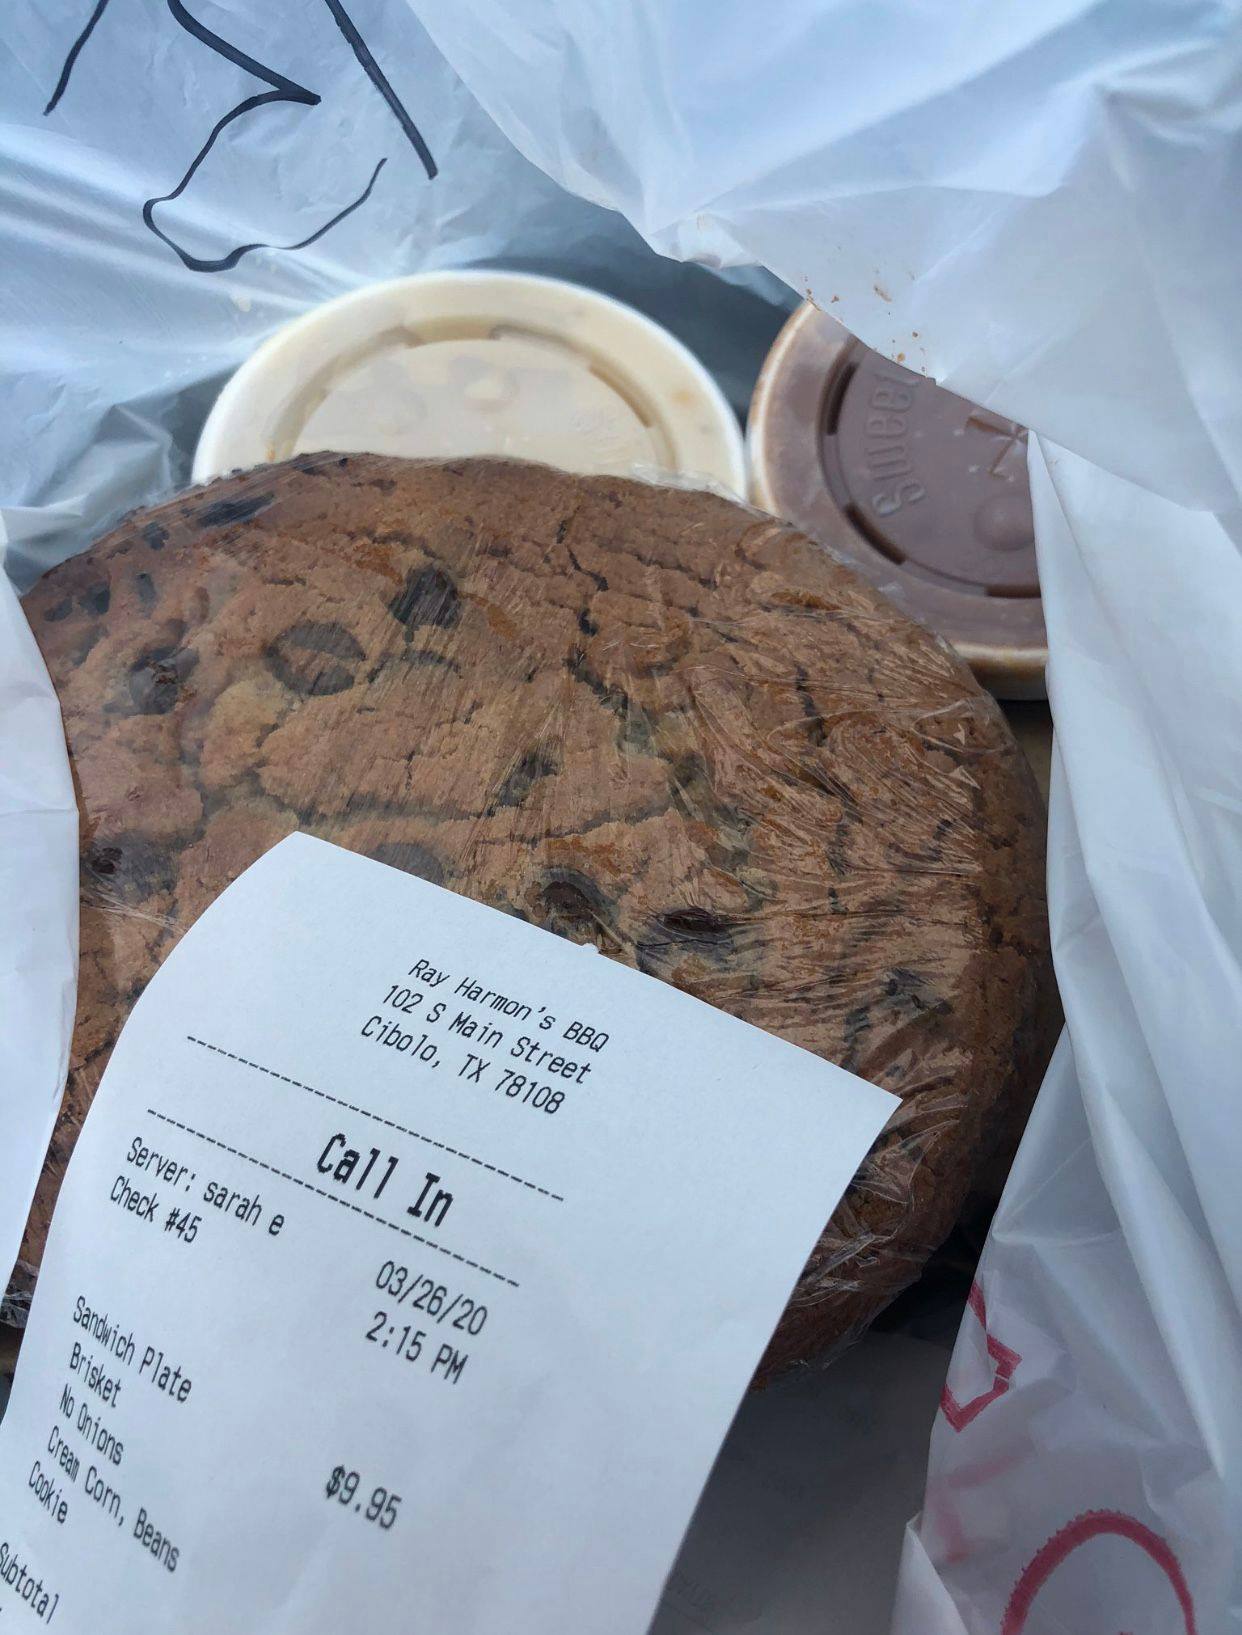 Sweet
Ray Harmon's BBQ
102 S Main Street
Cibolo, TX 78108
Call In
Server: sarah e
Check #45
03/26/20
2:15 PM
Sandwich Plate
Brisket
No Onions
Cream Corn, Beans
Cookie
$9.95
Subtotal